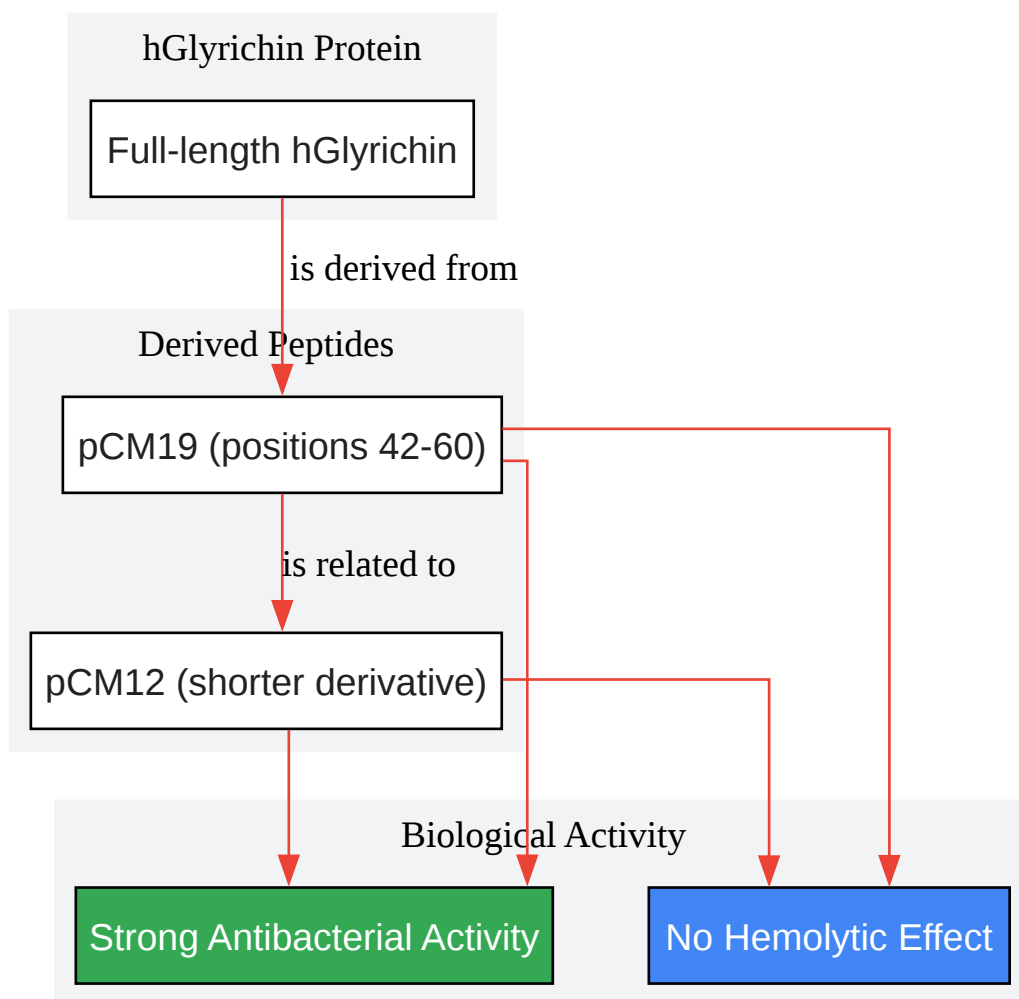 hGlyrichin Protein
Full-length hGlyrichin
is derived from
Derived Peptides
pCM19 (positions 42-60)
is related to
pCM12 (shorter derivative)
Biological Activity
Strong Antibacterial Activity
No Hemolytic Effect